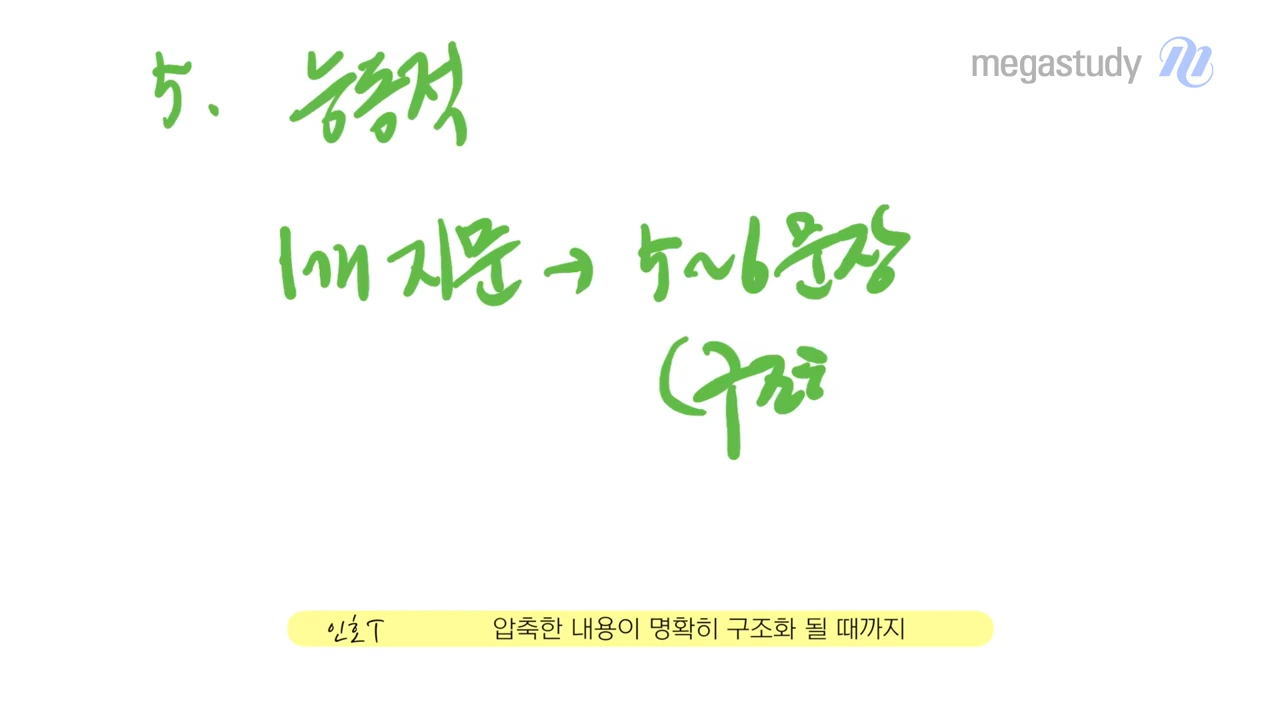 megastudy
5. 능동적
1개 지문 → 5~6문장
(구조ㅎ
인호T 압축한 내용이 명확히 구조화 될 때까지